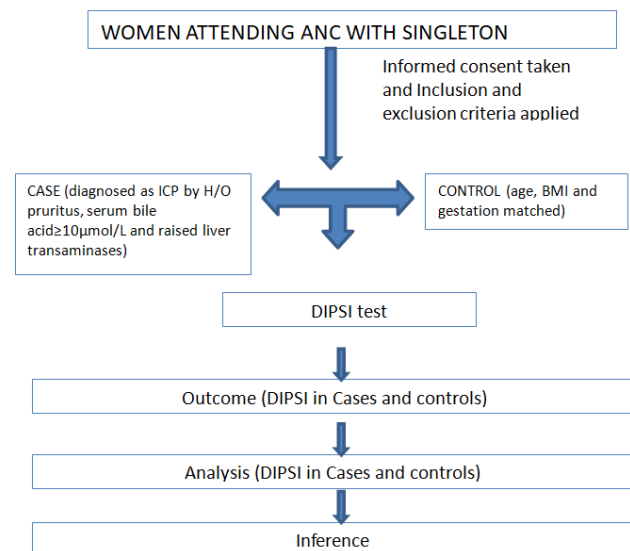 WOMEN ATTENDING ANC WITH SINGLETON
Informed consent taken
and Inclusion and
exclusion criteria applied
CASE (diagnosed as ICP by H/O
pruritus, serum bile
acid≥10μmol/L and raised liver
transaminases)
CONTROL (age, BMI and
gestation matched)
DIPSI test
Outcome (DIPSI in Cases and controls)
Analysis (DIPSI in Cases and controls)
Inference